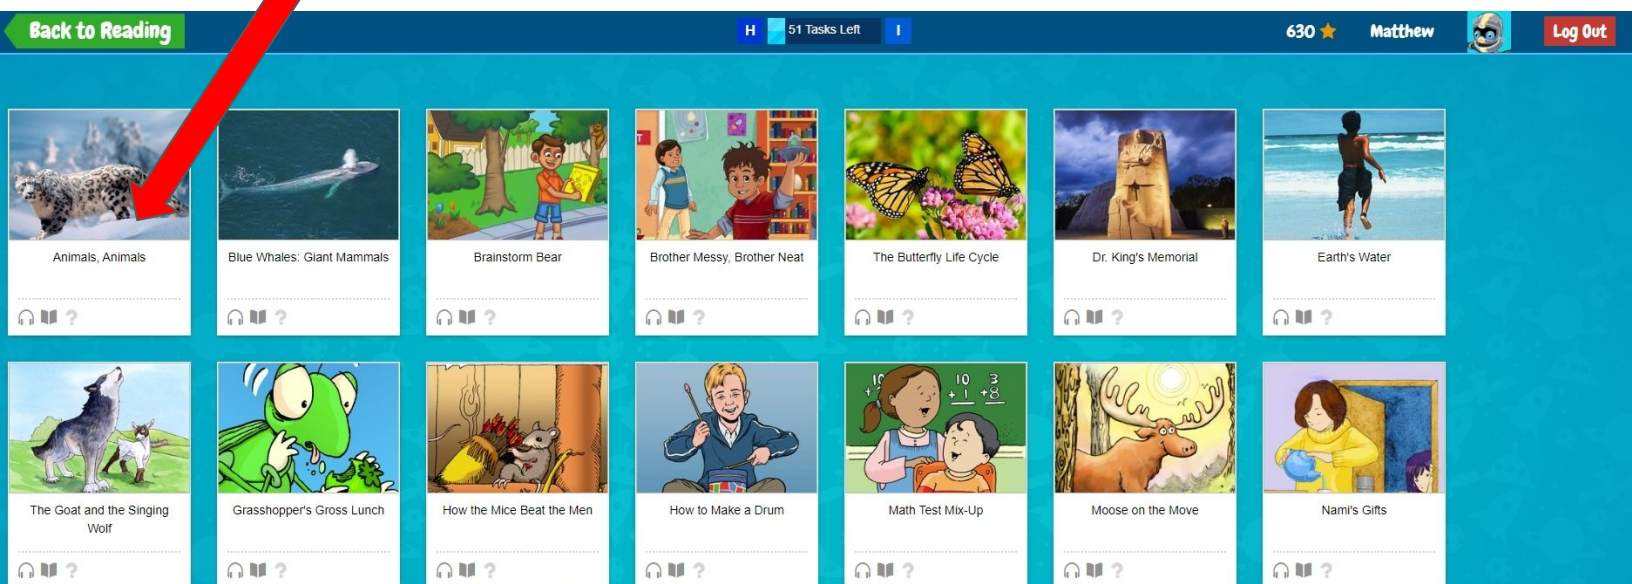 Back to Reading
H 51 Tasks Left I
630 Matthew Log Out
Animals, Animals
Blue Whales: Giant Mammals
Brainstorm Bear
Brother Messy, Brother Neat
The Butterfly Life Cycle
Dr. King's Memorial
Earth's Water
?
?
?
?
?
?
?
10
+ 1
3
+8
The Goat and the Singing
Wolf
Grasshopper's Gross Lunch
How the Mice Beat the Men
How to Make a Drum
Math Test Mix-Up
Moose on the Move
Nami's Gifts
?
?
?
?
?
?
?